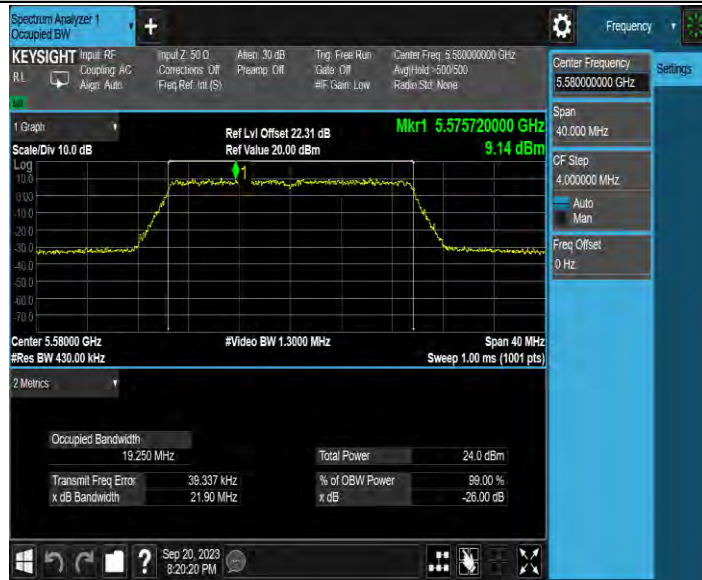 Spectrum Analyzer 1
Occupied BW
Frequency
KEYSIGHT
Input: RF
Coupling: AC
Align: Auto
Input Z: 50 Ω
Corrections: Off
Freq Ref: Int (S)
Atten: 30 dB
Preamp: Off
Trig: Free Run
Gate: Off
#IF Gain: Low
Center Freq: 5.580000000 GHz
Avg|Hold:>500/500
Radio Std: None
RL
Center Frequency
5.580000000 GHz
Settings
Span
40.000 MHz
CF Step
4.000000 MHz
Auto
Man
Freq Offset
0 Hz
1 Graph
Scale/Div 10.0 dB
Ref Lvl Offset 22.31 dB
Ref Value 20.00 dBm
Mkr1 5.575720000 GHz
9.14 dBm
Log
10.0
0.00
-10.0
-20.0
-30.0
-40.0
-50.0
-60.0
-70.0
1
Center 5.58000 GHz
#Res BW 430.00 kHz
#Video BW 1.3000 MHz
Span 40 MHz
Sweep 1.00 ms (1001 pts)
2 Metrics
Occupied Bandwidth
19.250 MHz
Total Power 24.0 dBm
Transmit Freq Error 39.337 kHz
% of OBW Power 99.00 %
x dB Bandwidth 21.90 MHz
x dB -26.00 dB
?
Sep 20, 2023
8:20:20 PM